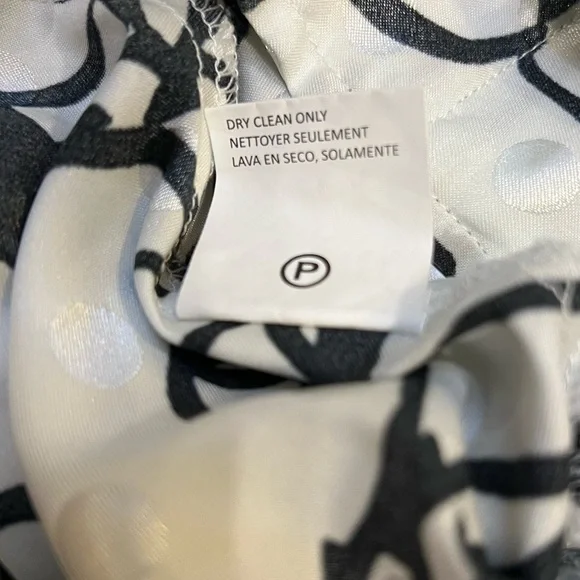 DRY CLEAN ONLY
NETTOYER SEULEMENT
LAVA EN SECO, SOLAMENTE
P